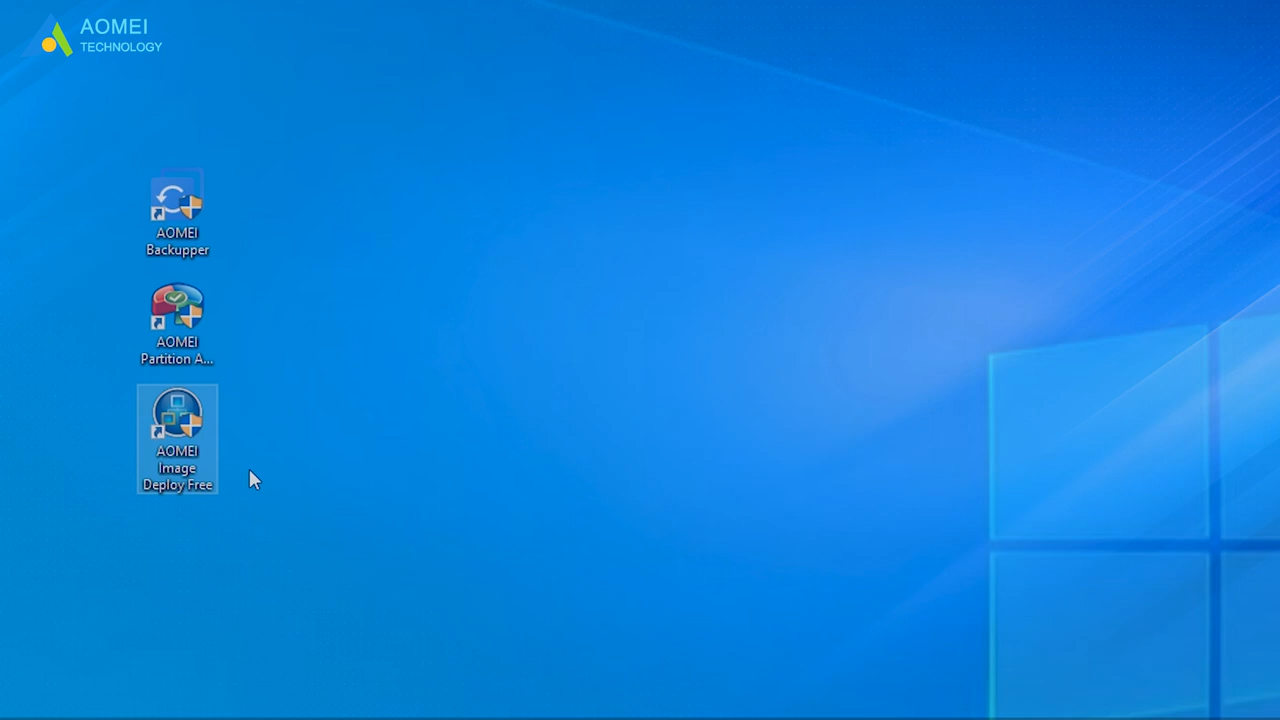 AOMEI
TECHNOLOGY
AOMEI
Backupper
AOMEI
Partition A...
AOMEI
Image
Deploy Free